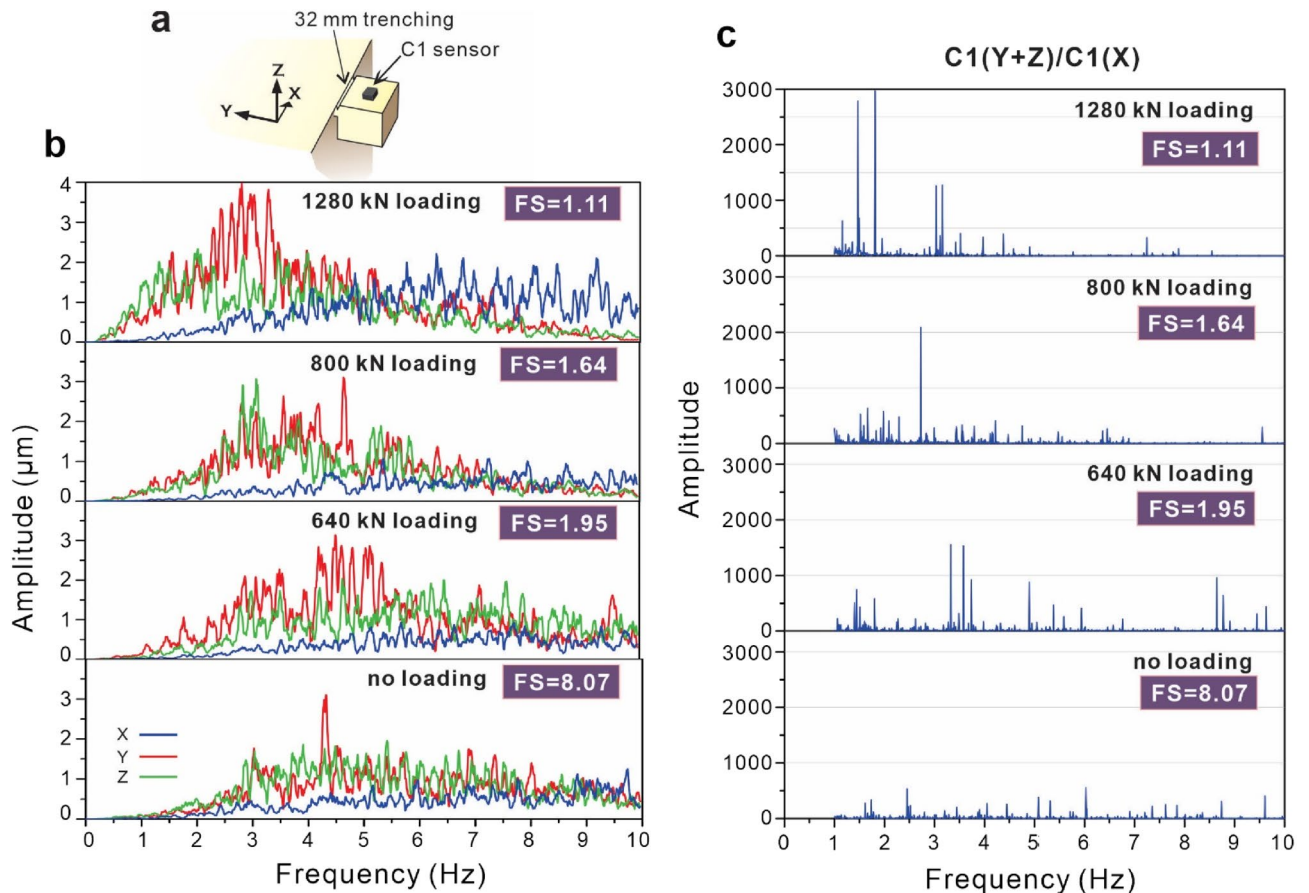 a
32 mm trenching
C1 sensor
Z
X
Y
b
4
1280 kN loading
FS=1.11
3
2
1
0
800 kN loading
FS=1.64
3
2
1
0
640 kN loading
FS=1.95
3
2
1
0
no loading
FS=8.07
3
2
1
0
X
Y
Z
0 1 2 3 4 5 6 7 8 9 10
Amplitude (μm)
Frequency (Hz)
c
C1(Y+Z)/C1(X)
3000
1280 kN loading
FS=1.11
2000
1000
0
3000
800 kN loading
FS=1.64
2000
1000
0
3000
640 kN loading
FS=1.95
2000
1000
0
3000
no loading
FS=8.07
2000
1000
0
0 1 2 3 4 5 6 7 8 9 10
Amplitude
Frequency (Hz)